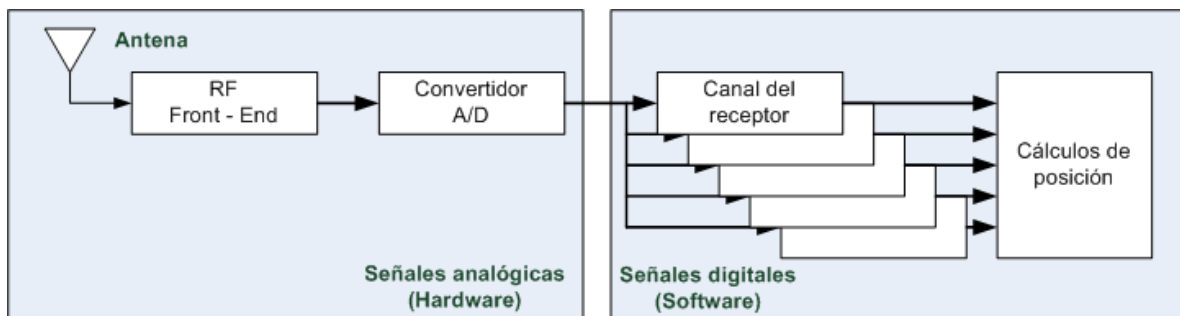 Antena
RF
Front - End
Convertidor
A/D
Canal del
receptor
Cálculos de
posición
Señales analógicas
(Hardware)
Señales digitales
(Software)